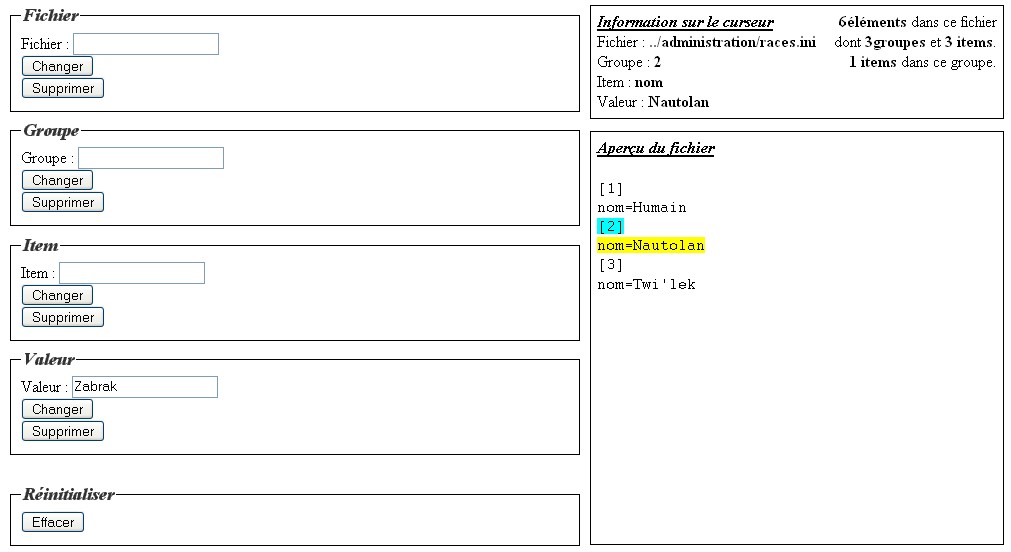 Fichier
Fichier :
Changer
Supprimer
Groupe
Groupe :
Changer
Supprimer
Item
Item :
Changer
Supprimer
Valeur
Valeur : Zabrak
Changer
Supprimer
Réinitialiser
Effacer
Information sur le curseur
Fichier : ../administration/races.ini
Groupe : 2
Item : nom
Valeur : Nautolan
6éléments dans ce fichier
dont 3groupes et 3 items.
1 items dans ce groupe.
Aperçu du fichier
[1]
nom=Humain
[2]
nom=Nautolan
[3]
nom=Twi'lek